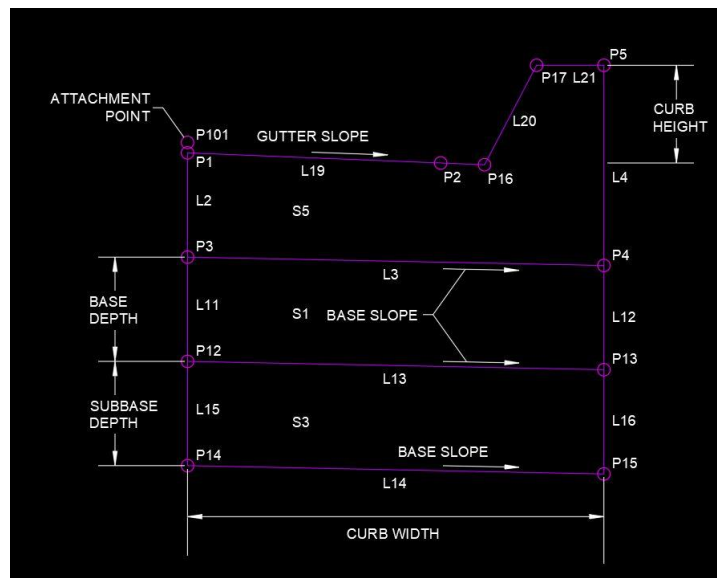 P5
P17 L21
ATTACHMENT
POINT
P101
GUTTER SLOPE
L20
CURB
HEIGHT
P1
L19
P2
P16
L4
L2
S5
P3
P4
L3
BASE
DEPTH
L11
S1
BASE SLOPE
L12
P12
P13
L13
SUBBASE
DEPTH
L15
S3
L16
P14
BASE SLOPE
P15
L14
CURB WIDTH